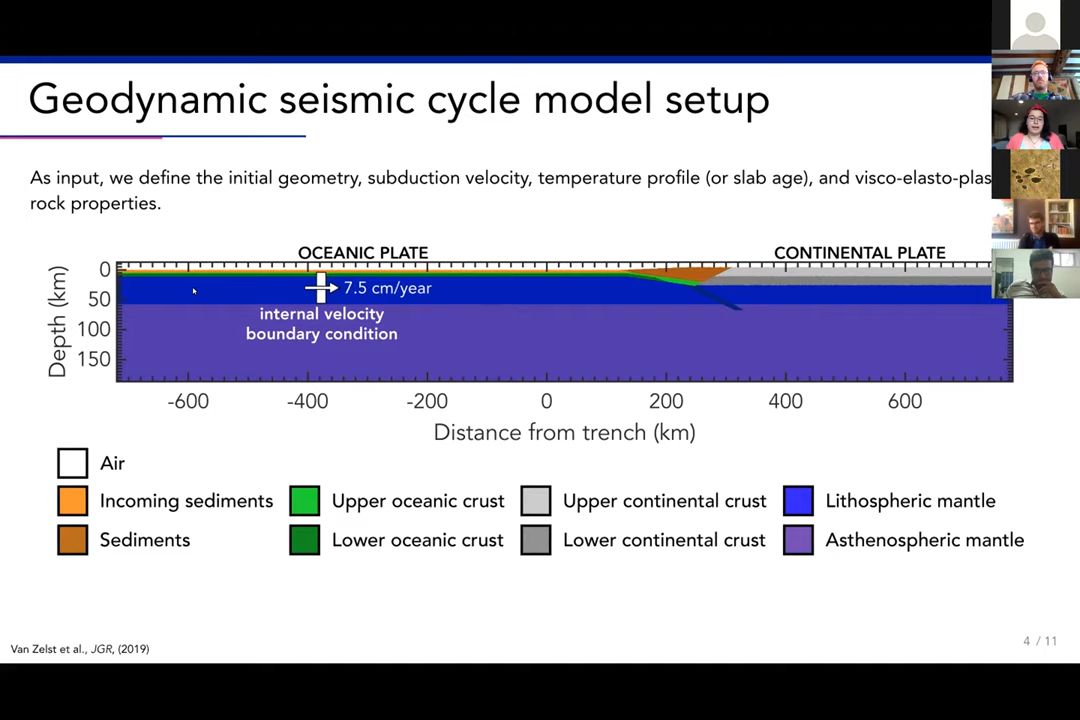 Geodynamic seismic cycle model setup
As input, we define the initial geometry, subduction velocity, temperature profile (or slab age), and visco-elasto-plas
rock properties.
OCEANIC PLATE
CONTINENTAL PLATE
0
50
100
150
Depth (km)
7.5 cm/year
internal velocity
boundary condition
-600 -400 -200 0 200 400 600
Distance from trench (km)
Air
Incoming sediments Upper oceanic crust Upper continental crust Lithospheric mantle
Sediments Lower oceanic crust Lower continental crust Asthenospheric mantle
4 / 11
Van Zelst et al., JGR, (2019)